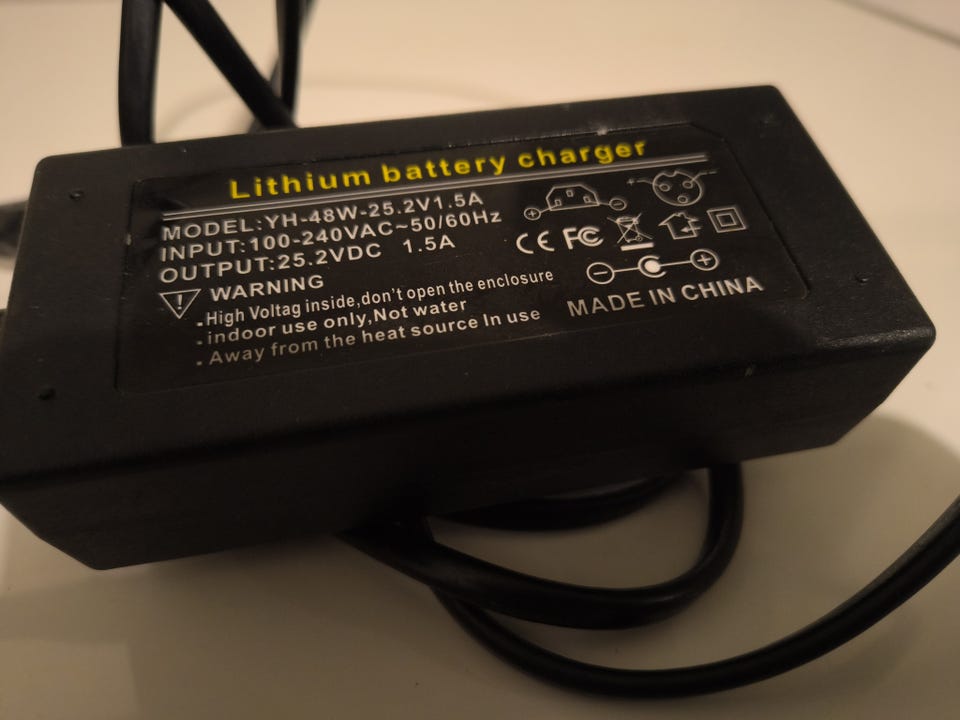 Lithium battery charger
MODEL:YH-48W-25.2V1.5A
INPUT:100-240VAC~50/60Hz
OUTPUT:25.2VDC 1.5A
WARNING
.High Voltag inside,don't open the enclosure
.indoor use only,Not water
.Away from the heat source In use
CE FC
MADE IN CHINA